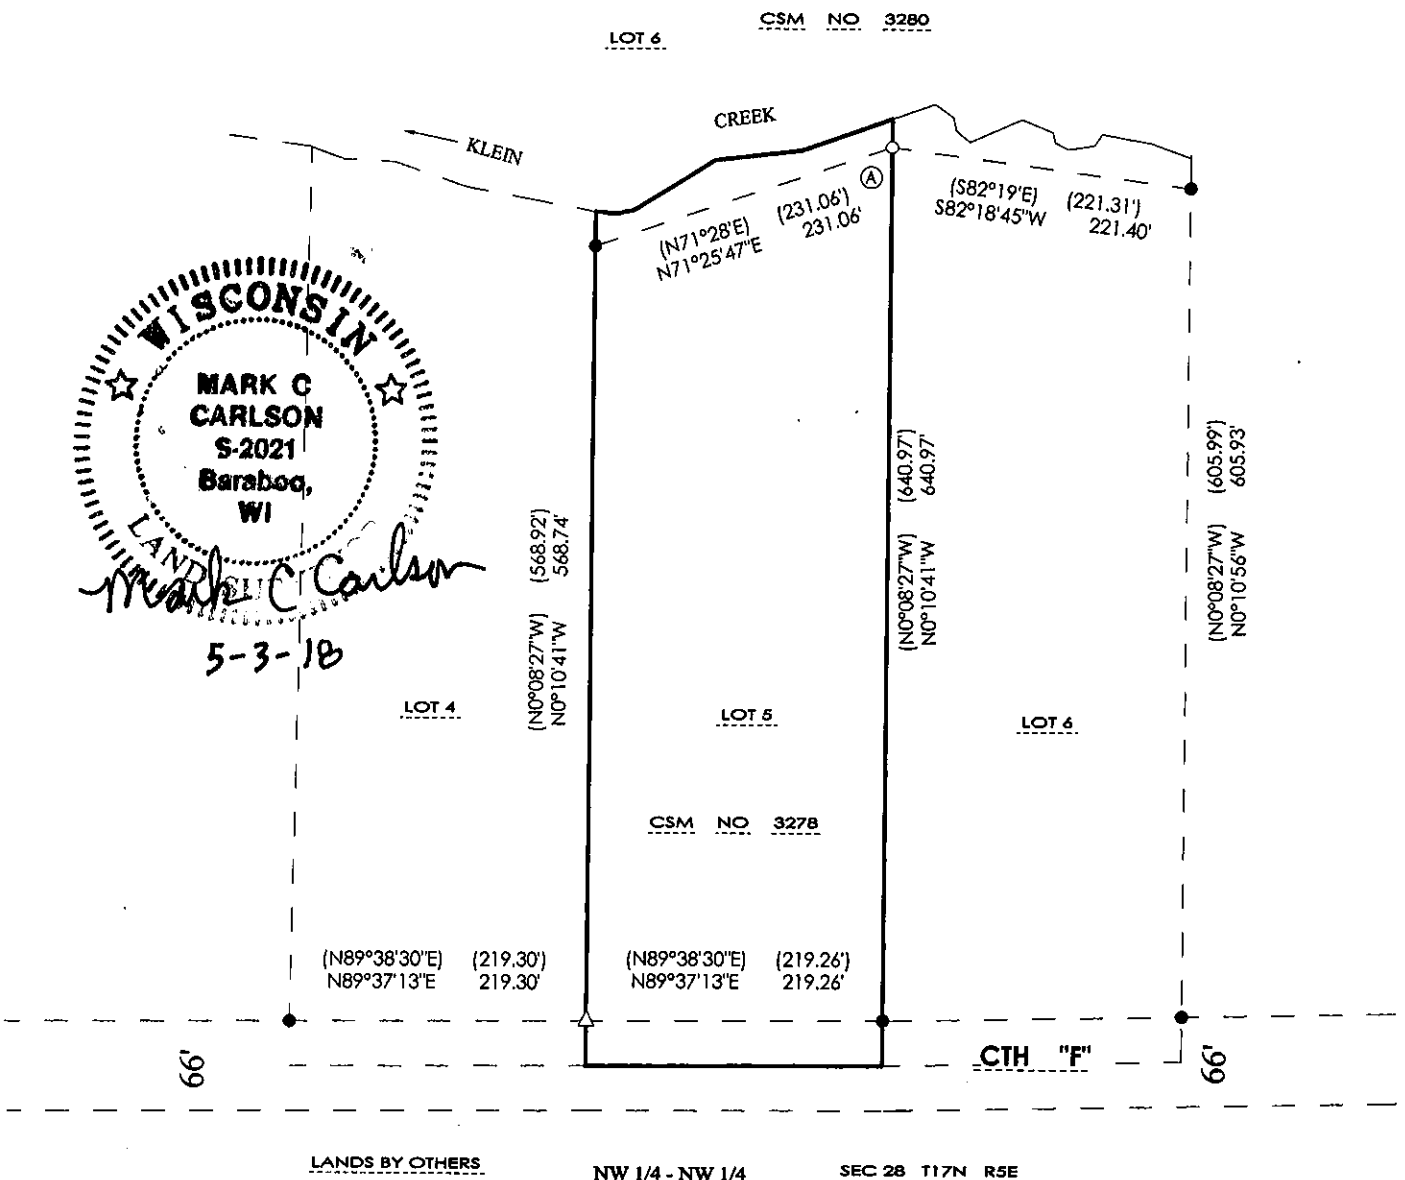 CSM NO 3280
LOT 6
CREEK
KLEIN
A
(S82°19'E) (221.31')
S82°18'45"W 221.40'
(N71°28'E) (231.06')
N71°25'47"E 231.06'
WISCONSIN
MARK C
CARLSON
S-2021
Baraboo,
WI
LAND
Mark C Carlson
5-3-18
(N0°08'27"W) (568.92')
N0°10'41"W 568.74'
(N0°08'27"W) (640.97')
N0°10'41"W 640.97'
(N0°08'27"W) (605.99')
N0°10'56"W 605.93'
LOT 4
LOT 5
LOT 6
CSM NO 3278
(N89°38'30"E) (219.30')
N89°37'13"E 219.30'
(N89°38'30"E) (219.26')
N89°37'13"E 219.26'
66'
CTH "F"
66'
LANDS BY OTHERS
NW 1/4 - NW 1/4
SEC 28 T17N R5E